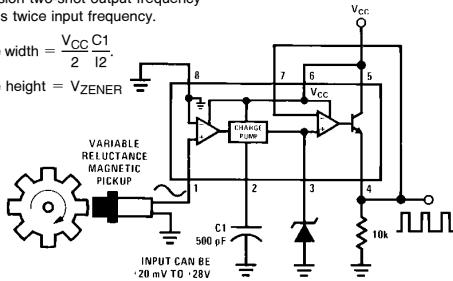 sion two-shot output frequency
s twice input frequency.
width = VCC/2 C1/I2.
height = VZENER
VCC
8
7
6
5
VCC
CHARGE
PUMP
VARIABLE
RELUCTANCE
MAGNETIC
PICKUP
1
2
3
4
C1
500 pF
10k
INPUT CAN BE
20 mV TO 28V